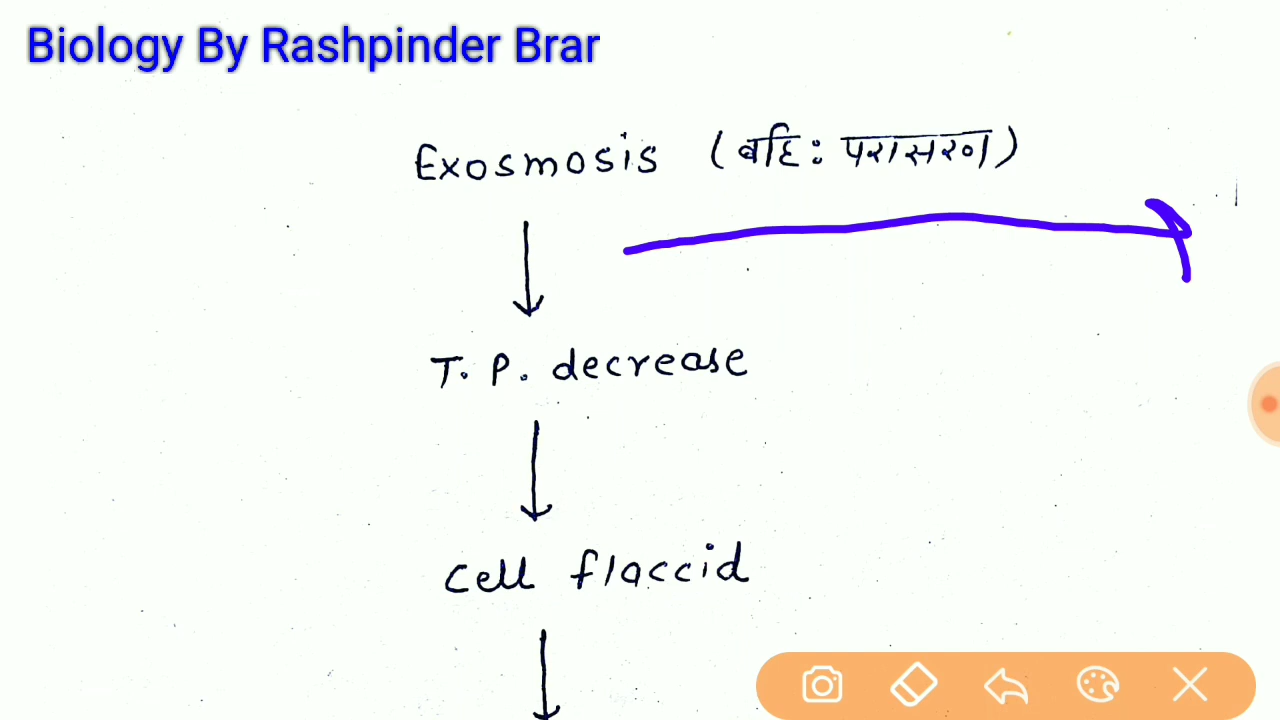 Biology By Rashpinder Brar
Exosmosis (बहि: परासरण)
T. P. decrease
Cell flaccid